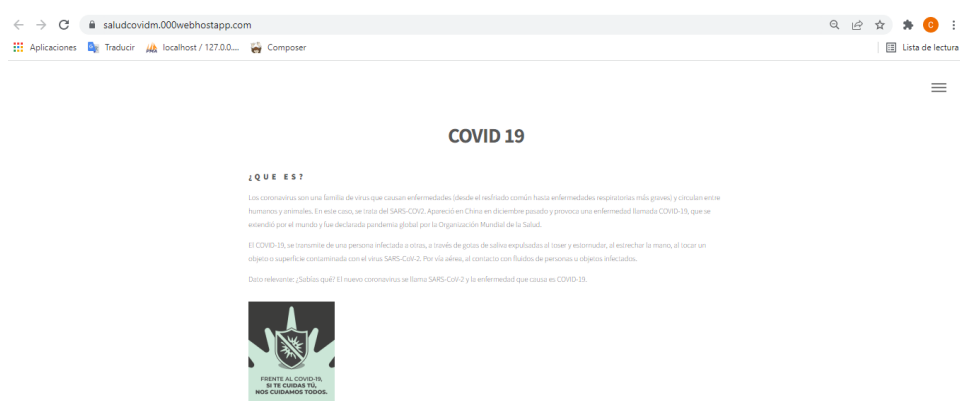 saludcovidm.000webhostapp.com
Aplicaciones Traducir localhost / 127.0.0.... Composer Lista de lectura
C
COVID 19
¿QUE ES?
Los coronavirus son una familia de virus que causan enfermedades (desde el resfriado común hasta enfermedades respiratorias más graves) y circulan entre
humanos y animales. En este caso, se trata del SARS-COV2. Apareció en China en diciembre pasado y provoca una enfermedad llamada COVID-19, que se
extendió por el mundo y fue declarada pandemia global por la Organización Mundial de la Salud.
El COVID-19, se transmite de una persona infectada a otras, a través de gotas de saliva expulsadas al toser y estornudar, al estrechar la mano, al tocar un
objeto o superficie contaminada con el virus SARS-CoV-2. Por vía aérea, al contacto con fluidos de personas u objetos infectados.
Dato relevante: ¿Sabías qué? El nuevo coronavirus se llama SARS-CoV-2 y la enfermedad que causa es COVID-19.
FRENTE AL COVID-19,
SI TE CUIDAS TÚ,
NOS CUIDAMOS TODOS.